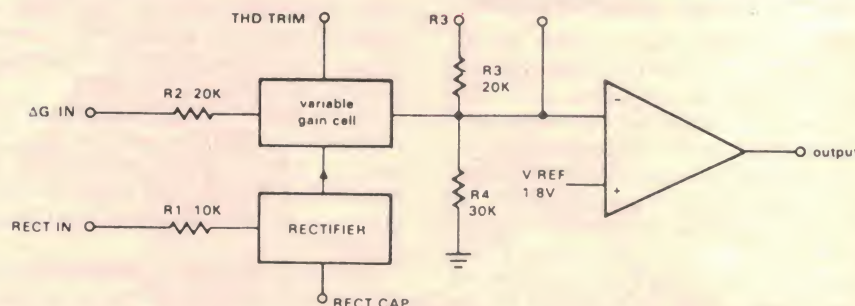 THD TRIM
R3
R2 20K
R3
20K
ΔG IN
variable
gain cell
−
output
V REF
1 8V
+
R4
30K
R1 10K
RECT IN
RECTIFIER
RECT CAP